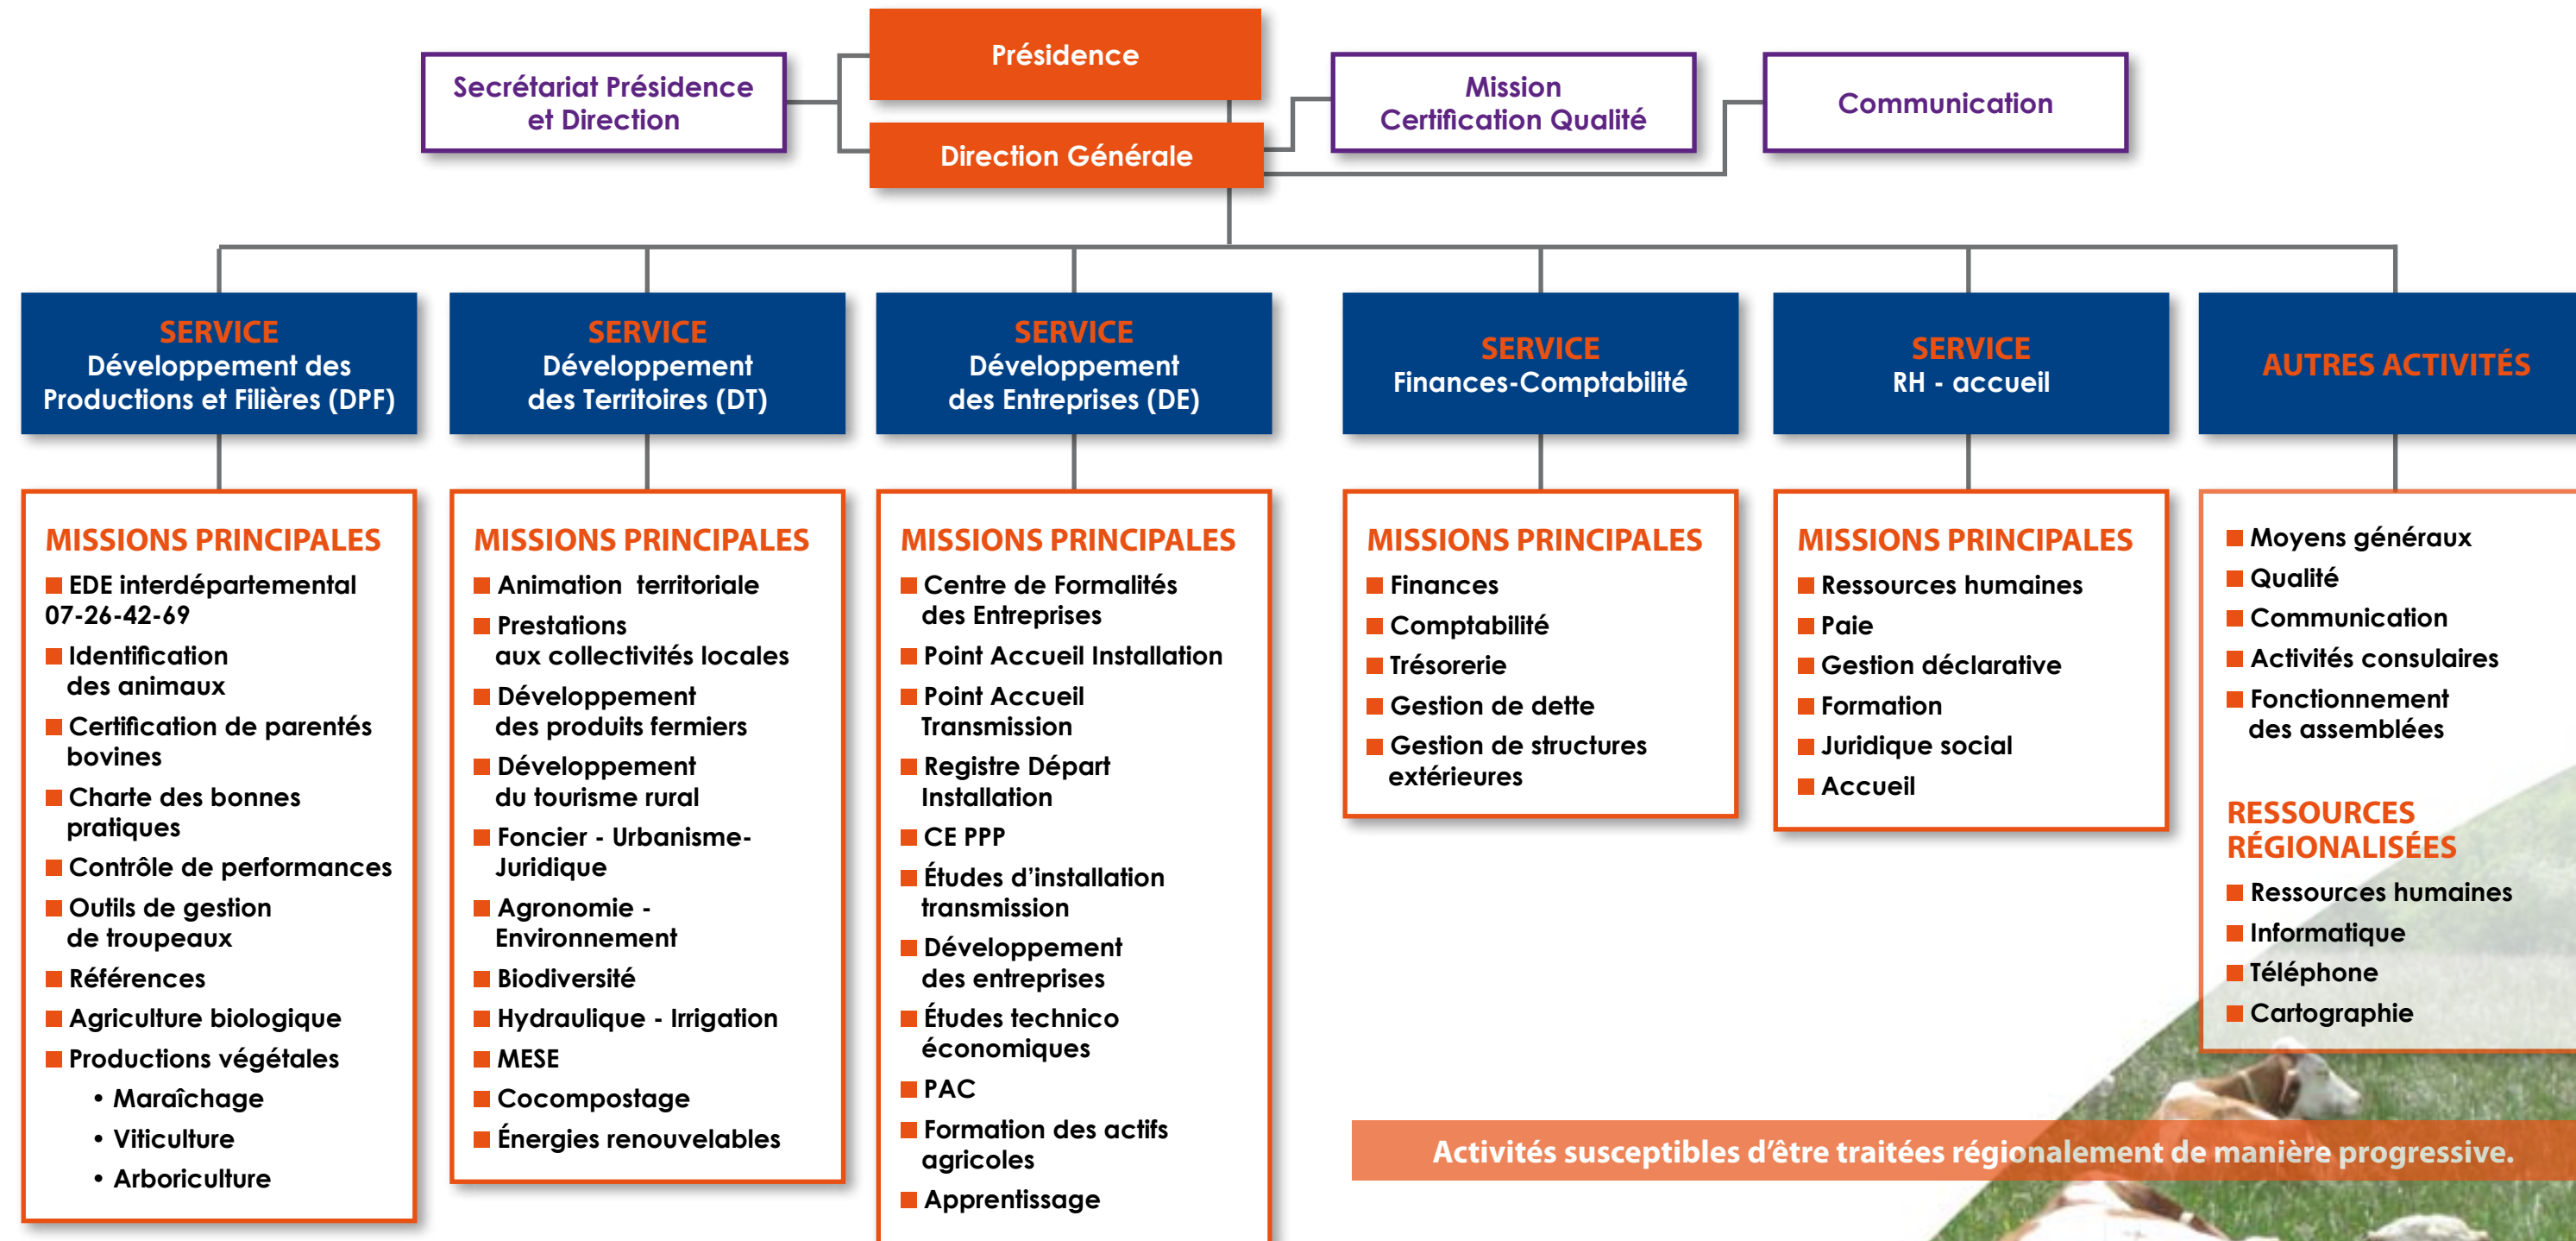 Présidence
Secrétariat Présidence
et Direction
Mission
Certification Qualité
Communication
Direction Générale
SERVICE
Développement des
Productions et Filières (DPF)
SERVICE
Développement
des Territoires (DT)
SERVICE
Développement
des Entreprises (DE)
SERVICE
Finances-Comptabilité
SERVICE
RH - accueil
AUTRES ACTIVITÉS
MISSIONS PRINCIPALES
■ EDE interdépartemental
07-26-42-69
■ Identification
des animaux
■ Certification de parentés
bovines
■ Charte des bonnes
pratiques
■ Contrôle de performances
■ Outils de gestion
de troupeaux
■ Références
■ Agriculture biologique
■ Productions végétales
• Maraîchage
• Viticulture
• Arboriculture
MISSIONS PRINCIPALES
■ Animation territoriale
■ Prestations
aux collectivités locales
■ Développement
des produits fermiers
■ Développement
du tourisme rural
■ Foncier - Urbanisme-
Juridique
■ Agronomie -
Environnement
■ Biodiversité
■ Hydraulique - Irrigation
■ MESE
■ Cocompostage
■ Énergies renouvelables
MISSIONS PRINCIPALES
■ Centre de Formalités
des Entreprises
■ Point Accueil Installation
■ Point Accueil
Transmission
■ Registre Départ
Installation
■ CE PPP
■ Études d'installation
transmission
■ Développement
des entreprises
■ Études technico
économiques
■ PAC
■ Formation des actifs
agricoles
■ Apprentissage
MISSIONS PRINCIPALES
■ Finances
■ Comptabilité
■ Trésorerie
■ Gestion de dette
■ Gestion de structures
extérieures
MISSIONS PRINCIPALES
■ Ressources humaines
■ Paie
■ Gestion déclarative
■ Formation
■ Juridique social
■ Accueil
■ Moyens généraux
■ Qualité
■ Communication
■ Activités consulaires
■ Fonctionnement
des assemblées
RESSOURCES
RÉGIONALISÉES
■ Ressources humaines
■ Informatique
■ Téléphone
■ Cartographie
Activités susceptibles d'être traitées régionalement de manière progressive.